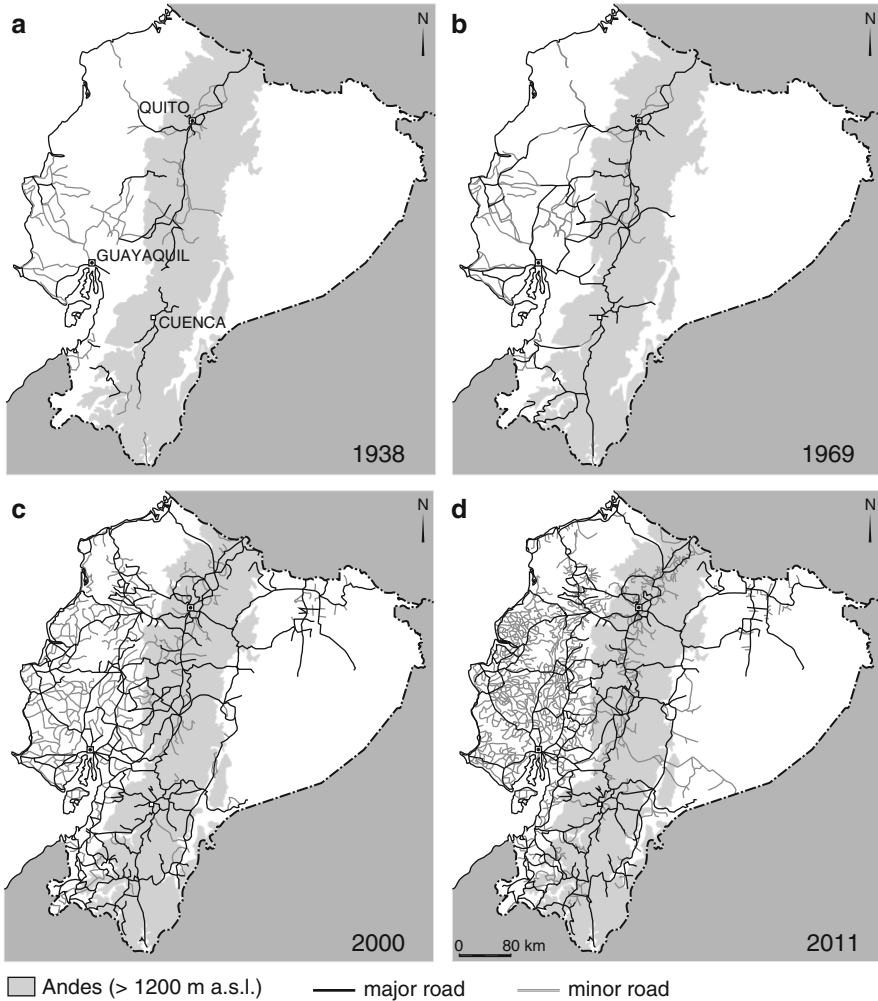 a
N
QUITO
GUAYAQUIL
CUENCA
1938
b
N
1969
c
N
2000
d
N
0 80 km
2011
Andes (> 1200 m a.s.l.) major road minor road